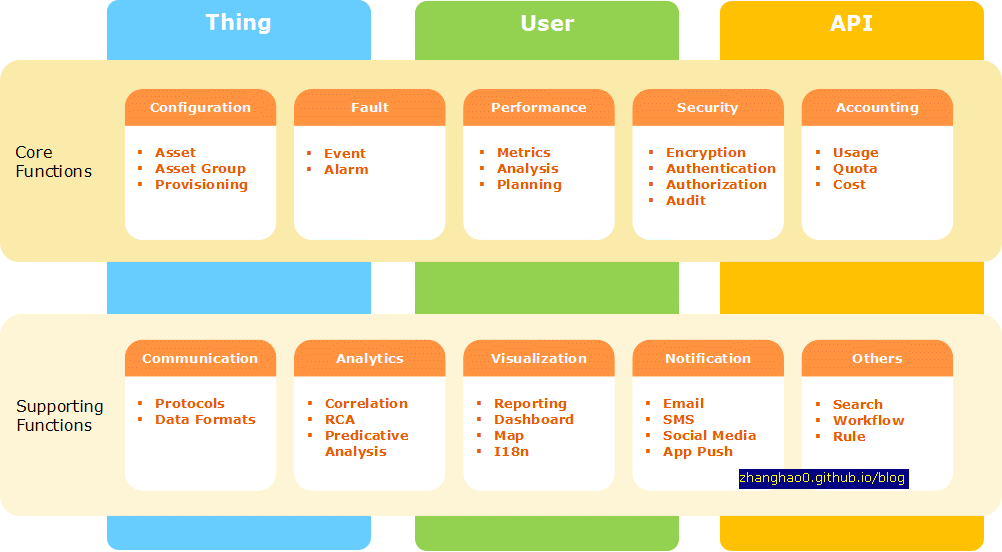 Thing
User
API
Core
Functions
Configuration
▪ Asset
▪ Asset Group
▪ Provisioning
Fault
▪ Event
▪ Alarm
Performance
▪ Metrics
▪ Analysis
▪ Planning
Security
▪ Encryption
▪ Authentication
▪ Authorization
▪ Audit
Accounting
▪ Usage
▪ Quota
▪ Cost
Supporting
Functions
Communication
▪ Protocols
▪ Data Formats
Analytics
▪ Correlation
▪ RCA
▪ Predicative
Analysis
Visualization
▪ Reporting
▪ Dashboard
▪ Map
▪ I18n
Notification
▪ Email
▪ SMS
▪ Social Media
▪ App Push
Others
▪ Search
▪ Workflow
▪ Rule
zhanghao0.github.io/blog